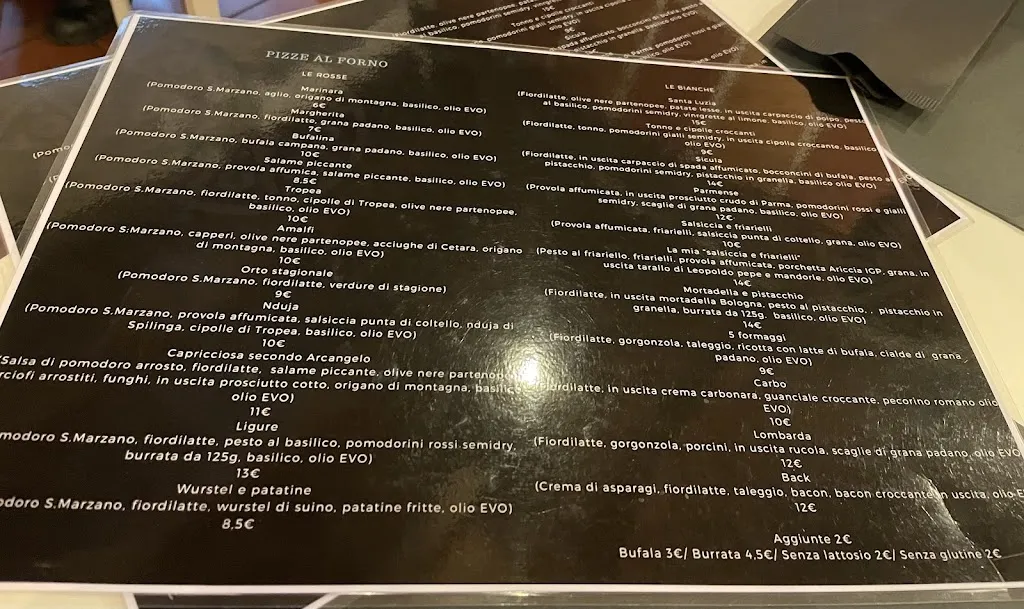 PIZZE AL FORNO
LE ROSSE
Marinara
(Pomodoro S.Marzano, aglio, origano di montagna, basilico, olio EVO)
6€
Margherita
(Pomodoro S.Marzano, fiordilatte, grana padano, basilico, olio EVO)
7€
Bufalina
(Pomodoro S.Marzano, bufala campana, grana padano, basilico, olio EVO)
10€
Salame piccante
(Pomodoro S.Marzano, provola affumica, salame piccante, basilico, olio EVO)
8.5€
Tropea
(Pomodoro S.Marzano, fiordilatte, tonno, cipolle di Tropea, olive nere partenopee,
basilico, olio EVO)
10€
Amalfi
(Pomodoro S:Marzano, capperi, olive nere partenopee, acciughe di Cetara, origano
di montagna, basilico, olio EVO)
10€
Orto stagionale
(Pomodoro S.Marzano, fiordilatte, verdure di stagione)
9€
Nduja
(Pomodoro S.Marzano, provola affumicata, salsiccia punta di coltello, nduja di
Spilinga, cipolle di Tropea, basilico, olio EVO)
10€
Capricciosa secondo Arcangelo
(Salsa di pomodoro arrosto, fiordilatte, salame piccante, olive nere partenopee
rciofi arrostiti, funghi, in uscita prosciutto cotto, origano di montagna, basilico
olio EVO)
11€
Ligure
modoro S.Marzano, fiordilatte, pesto al basilico, pomodorini rossi semidry,
burrata da 125g, basilico, olio EVO)
13€
Wurstel e patatine
odoro S.Marzano, fiordilatte, wurstel di suino, patatine fritte, olio EVO)
8,5€
LE BIANCHE
Santa Luzia
(Fiordilatte, olive nere partenopee, patate lesse, in uscita carpaccio di polpo, pesto
al basilico, pomodorini semidry, vingrette al limone, basilico, olio EVO)
15€
Tonno e cipolle croccanti
(Fiordilatte, tonno, pomodorini gialli semidry, in uscita cipolla croccante, basilico
olio EVO)
9€
Sicula
(Fiordilatte, in uscita carpaccio di spada affumicato, bocconcini di bufala, pesto al
pistacchio, pomodorini semidry, pistacchio in granella, basilico olio EVO)
14€
Parmense
(Provola affumicata, in uscita prosciutto crudo di Parma, pomodorini rossi e gialli
semidry, scaglie di grana padano, basilico, olio EVO)
12€
Salsiccia e friarielli
(Provola affumicata, friarielli, salsiccia punta di coltello, grana, olio EVO)
10€
La mia "salsiccia e friarielli"
(Pesto al friariello, friarielli, provola affumicata, porchetta Ariccia IGP, grana, in
uscita tarallo di Leopoldo pepe e mandorle, olio EVO)
14€
Mortadella e pistacchio
(Fiordilatte, in uscita mortadella Bologna, pesto al pistacchio, , pistacchio in
granella, burrata da 125g, basilico, olio EVO)
14€
5 formaggi
(Fiordilatte, gorgonzola, taleggio, ricotta con latte di bufala, cialde di grana
padano, olio EVO)
9€
Carbo
(Fiordilatte, in uscita crema carbonara, guanciale croccante, pecorino romano olio
EVO)
10€
Lombarda
(Fiordilatte, gorgonzola, porcini, in uscita rucola, scaglie di grana padano, olio EVO)
12€
Back
(Crema di asparagi, fiordilatte, taleggio, bacon, bacon croccante in uscita, olio E
12€
Aggiunte 2€
Bufala 3€/ Burrata 4,5€/ Senza lattosio 2€/ Senza glutine 2€